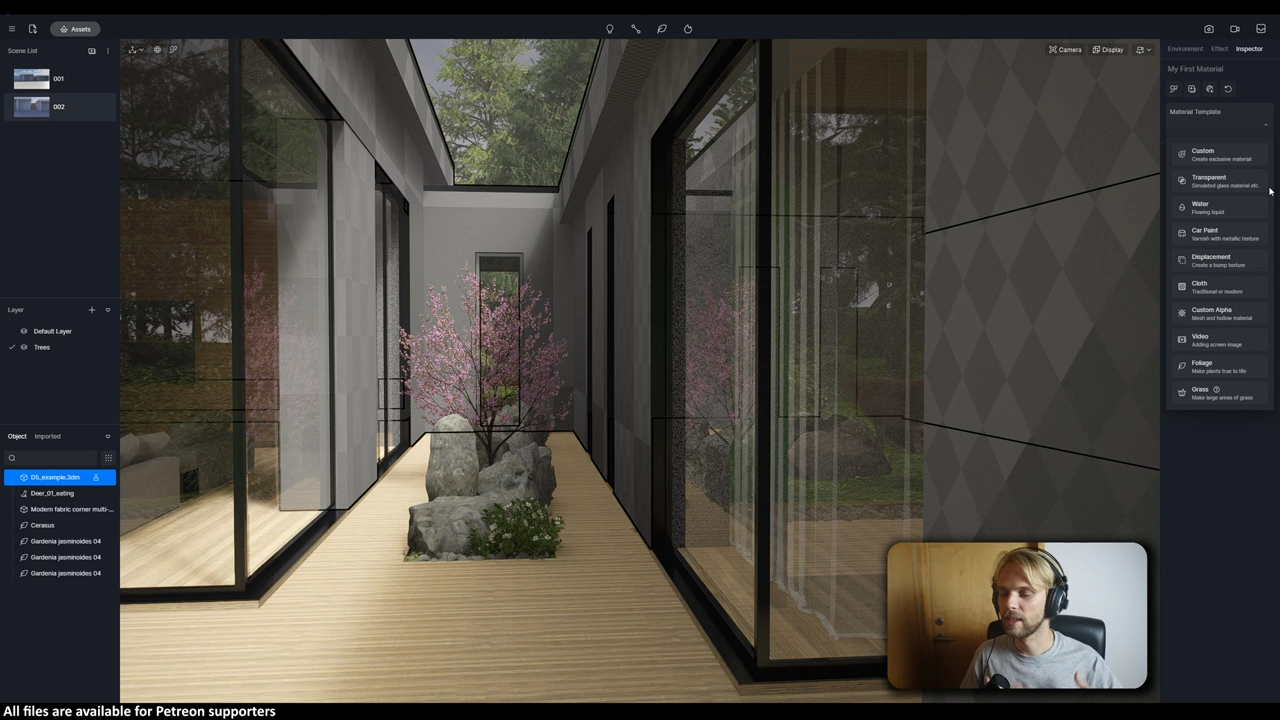 Assets
Scene List
001
002
Layer
Default Layer
Trees
Object Imported
D5_example.3dm
Deer_01_eating
Modern fabric corner multi-...
Cerasus
Gardenia jasminoides 04
Gardenia jasminoides 04
Gardenia jasminoides 04
Camera Display
Environment Effect Inspector
My First Material
Material Template
Custom
Create exclusive material
Transparent
Simulated glass material etc.
Water
Flowing liquid
Car Paint
Varnish with metallic texture
Displacement
Create a bump texture
Cloth
Traditional or modern
Custom Alpha
Mesh and hollow material
Video
Adding screen image
Foliage
Make plants true to life
Grass
Make large areas of grass
All files are available for Petreon supporters